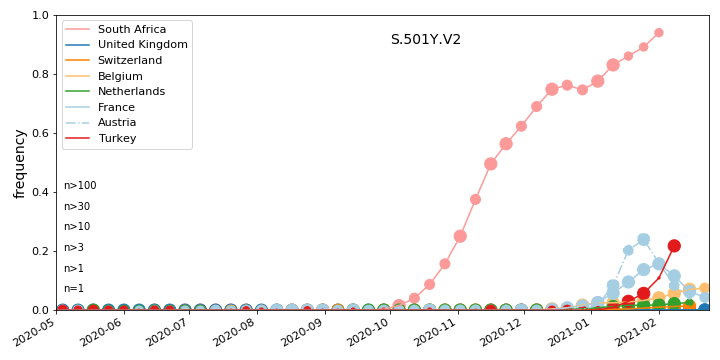 S.501Y.V2
South Africa
United Kingdom
Switzerland
Belgium
Netherlands
France
Austria
Turkey
n>100
n>30
n>10
n>3
n>1
n=1
frequency
1.0
0.8
0.6
0.4
0.2
0.0
2020-05
2020-06
2020-07
2020-08
2020-09
2020-10
2020-11
2020-12
2021-01
2021-02